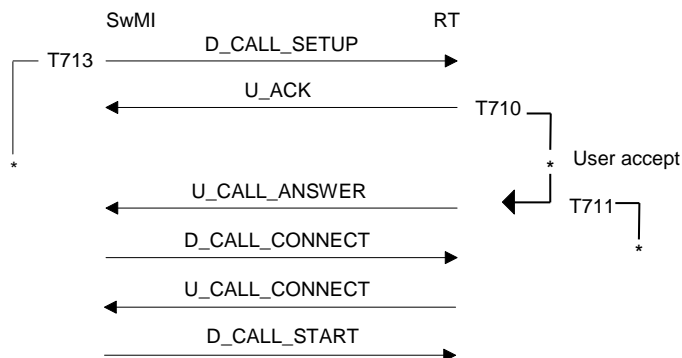 SwMI RT
T713 D_CALL_SETUP
U_ACK
T710
* * User accept
U_CALL_ANSWER
T711
D_CALL_CONNECT *
U_CALL_CONNECT
D_CALL_START